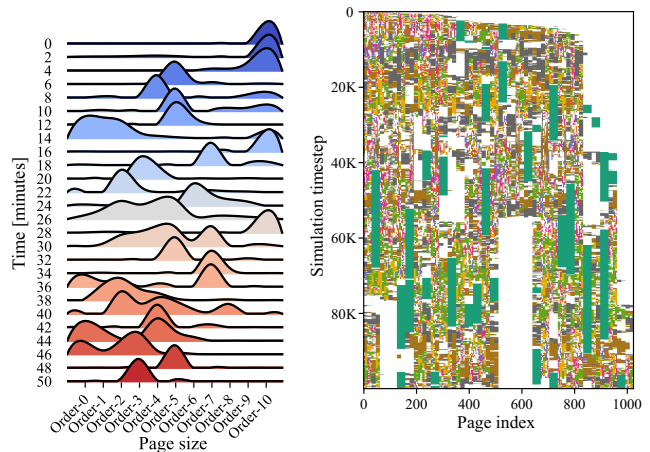 0
2
4
6
8
10
12
14
16
18
20
22
24
26
28
30
32
34
36
38
40
42
44
46
48
50
Time [minutes]
Order-0
Order-1
Order-2
Order-3
Order-4
Order-5
Order-6
Order-7
Order-8
Order-9
Order-10
Page size
0
20K
40K
60K
80K
Simulation timestep
0
200
400
600
800
1000
Page index